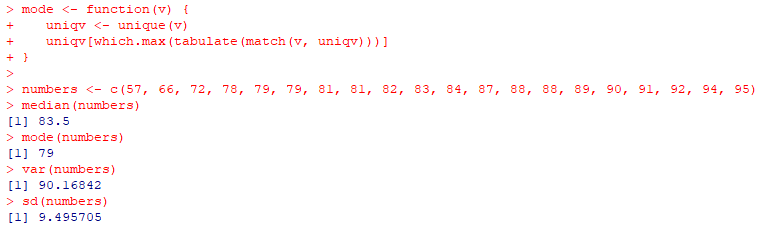 > mode <- function(v) {
+    uniqv <- unique(v)
+    uniqv[which.max(tabulate(match(v, uniqv)))]
+ }
>
> numbers <- c(57, 66, 72, 78, 79, 79, 81, 81, 82, 83, 84, 87, 88, 88, 89, 90, 91, 92, 94, 95)
> median(numbers)
[1] 83.5
> mode(numbers)
[1] 79
> var(numbers)
[1] 90.16842
> sd(numbers)
[1] 9.495705